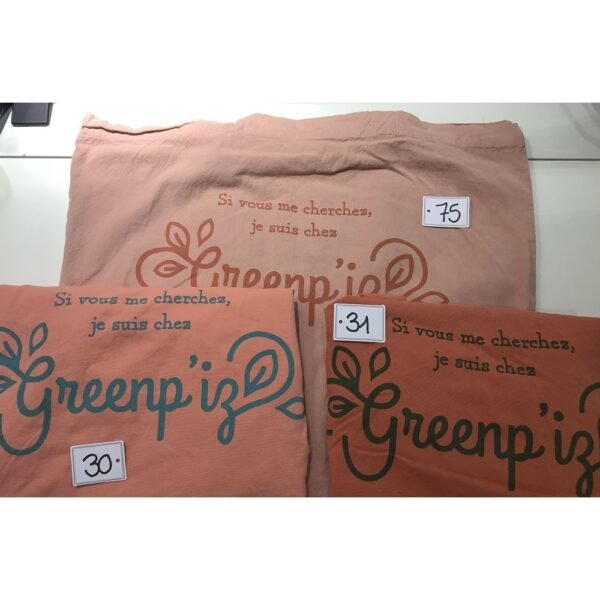 Si vous me cherchez,
je suis chez
Greenp'iz
75
Si vous me cherchez,
je suis chez
Greenp'iz
30
31
Si vous me cherchez,
je suis chez
Greenp'iz